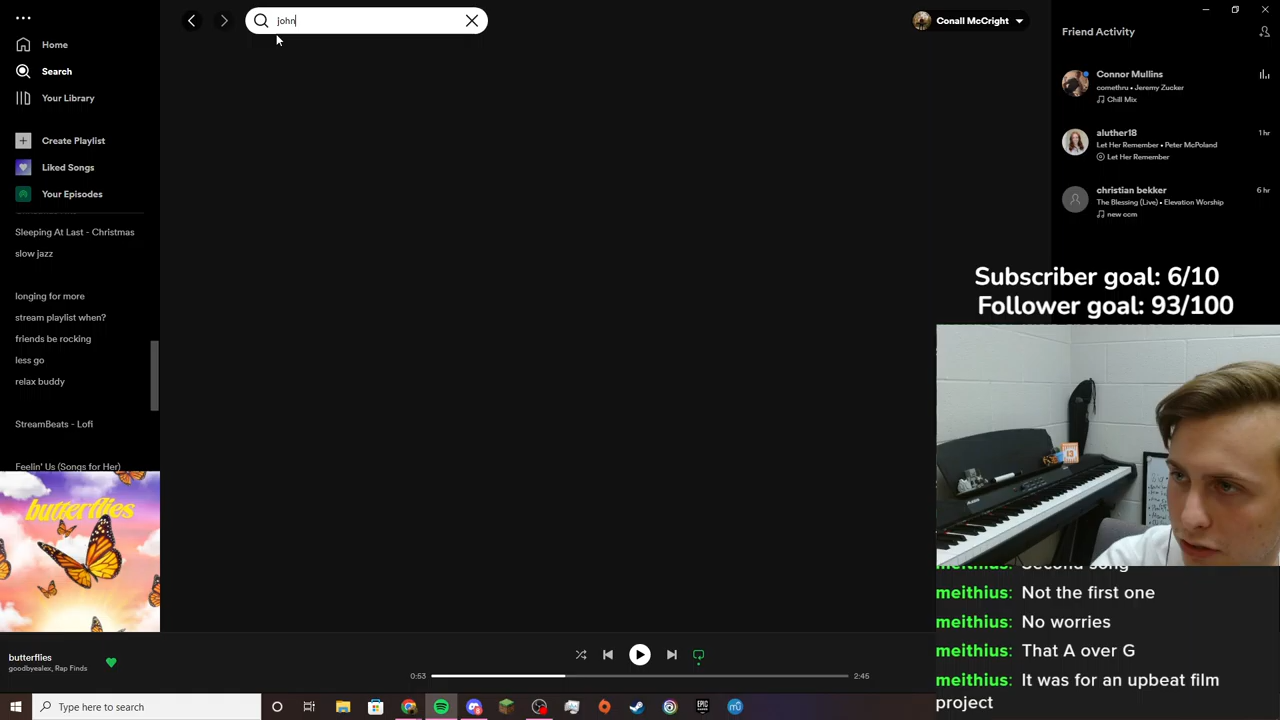 john
Conall McCright
Friend Activity
Home
Search
Your Library
Create Playlist
Liked Songs
Your Episodes
Sleeping At Last - Christmas
slow jazz
longing for more
stream playlist when?
friends be rocking
less go
relax buddy
StreamBeats - Lofi
Feelin' Us (Songs for Her)
butterflies
butterflies
goodbyealex, Rap Finds
0:53
2:45
Connor Mullins
comethru • Jeremy Zucker
Chill Mix
aluther18
1 hr
Let Her Remember • Peter McPoland
Let Her Remember
christian bekker
6 hr
The Blessing (Live) • Elevation Worship
new ccm
Subscriber goal: 6/10
Follower goal: 93/100
meithius: Second song
meithius: Not the first one
meithius: No worries
meithius: That A over G
meithius: It was for an upbeat film
project
Type here to search